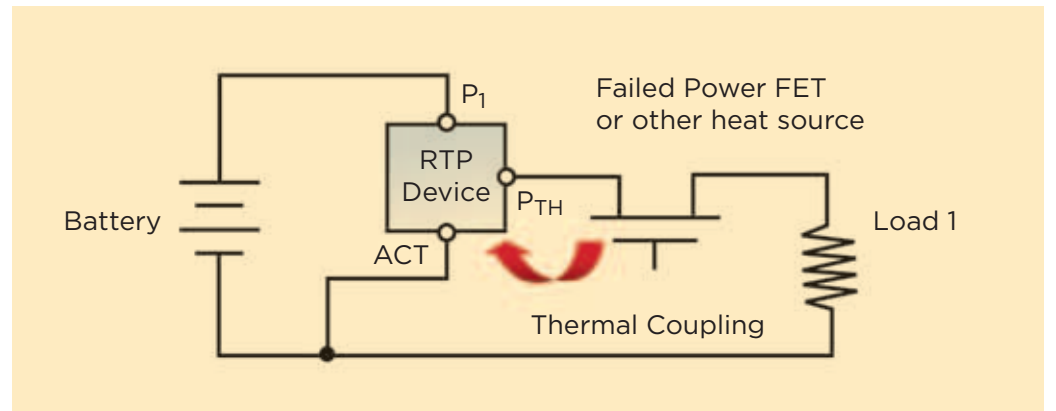 P1
Failed Power FET
or other heat source
RTP
Device
PTH
Battery
ACT
Load 1
Thermal Coupling